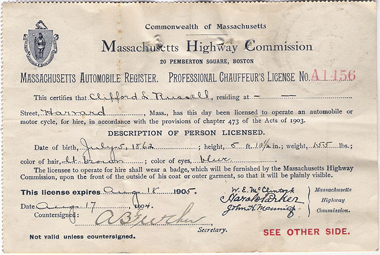 Commonwealth of Massachusetts
Massachusetts Highway Commission
20 PEMBERTON SQUARE, BOSTON
MASSACHUSETTS AUTOMOBILE REGISTER. PROFESSIONAL CHAUFFEUR'S LICENSE No. A1456
This certifies that Clifford L Russell, residing at — —
Street, Harvard Mass., has this day been licensed to operate an automobile or
motor cycle, for hire, in accordance with the provisions of chapter 473 of the Acts of 1903.
DESCRIPTION OF PERSON LICENSED.
Date of birth, July 5, 1862 height, 5 ft. 10½ in; weight, 155 lbs.;
color of hair, lt. brown; color of eyes, blue
The licensee to operate for hire shall wear a badge, which will be furnished by the Massachusetts Highway
Commission, upon the front of the outside of his coat or outer garment, so that it will be plainly visible.
This license expires Aug. 18 1905.
Date Aug. 17 1904.
Countersigned:
Secretary.
W. E. McClintock
Harold Parker
John H. Manning
Massachusetts
Highway
Commission.
Not valid unless countersigned.
SEE OTHER SIDE.